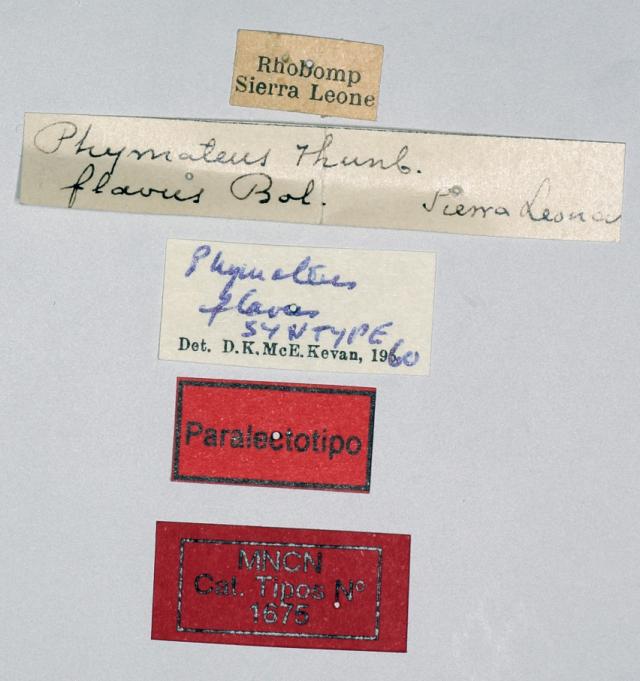 Rhobomp
Sierra Leone
Phymateus Thunb.
flavus Bol. Sierra Leona
Phymateus
flavus
SYNTYPE
Det. D.K.McE.Kevan, 1960
Paralectotipo
MNCN
Cat. Tipos Nº
1675